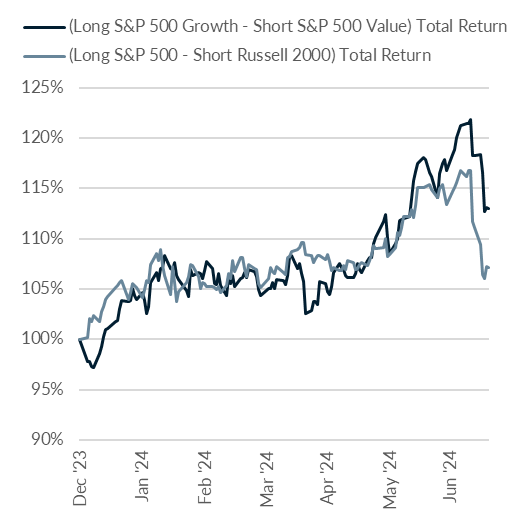 (Long S&P 500 Growth - Short S&P 500 Value) Total Return
(Long S&P 500 - Short Russell 2000) Total Return
125%
120%
115%
110%
105%
100%
95%
90%
Dec '23
Jan '24
Feb '24
Mar '24
Apr '24
May '24
Jun '24